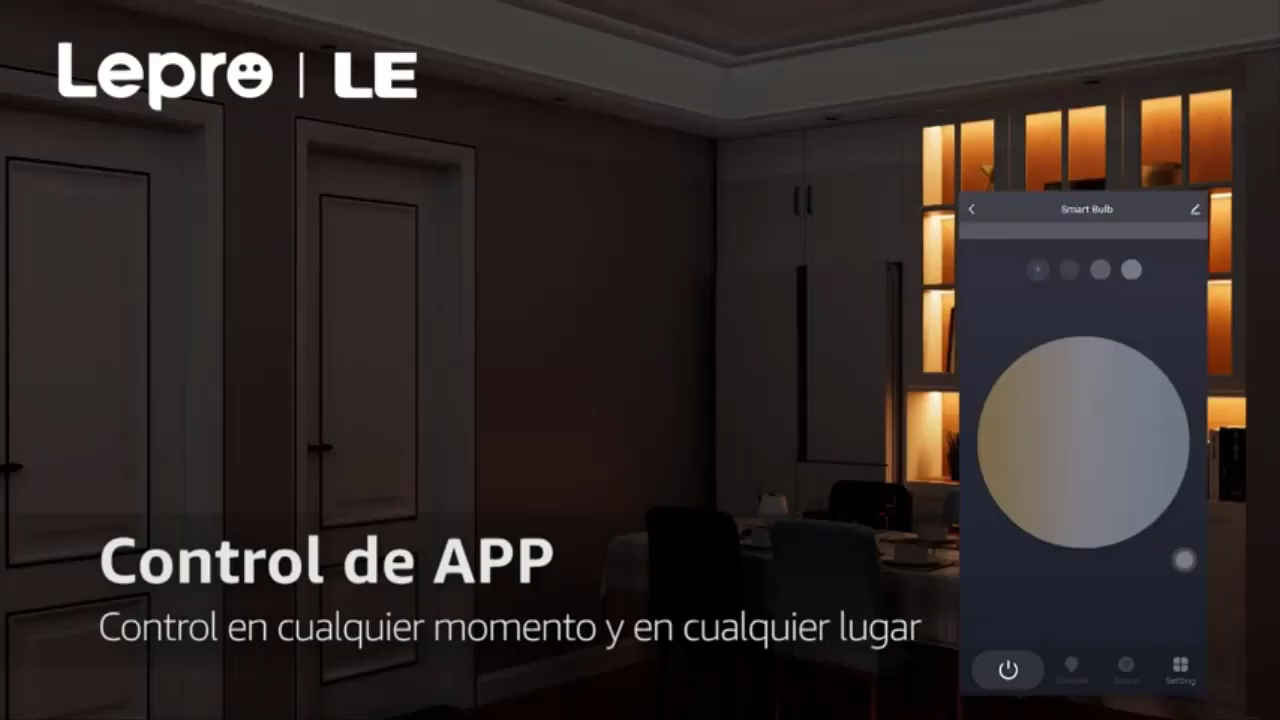 Lepro | LE
Smart Bulb
Control de APP
Control en cualquier momento y en cualquier lugar
Setting